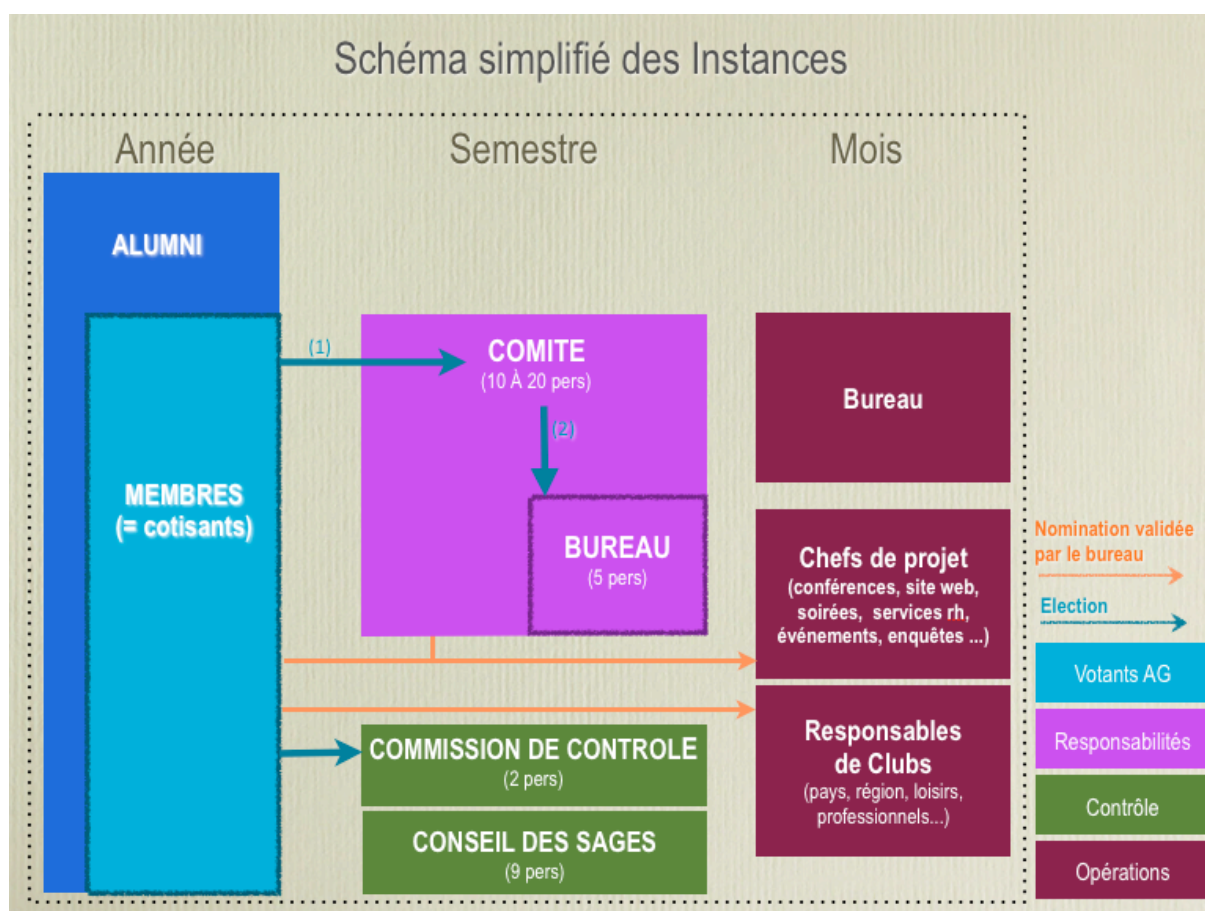 Schéma simplifié des Instances
Année
Semestre
Mois
ALUMNI
MEMBRES
(= cotisants)
(1)
COMITE
(10 À 20 pers)
(2)
BUREAU
(5 pers)
COMMISSION DE CONTROLE
(2 pers)
CONSEIL DES SAGES
(9 pers)
Bureau
Chefs de projet
(conférences, site web,
soirées, services rh,
événements, enquêtes ...)
Responsables
de Clubs
(pays, région, loisirs,
professionnels...)
Nomination validée
par le bureau
Election
Votants AG
Responsabilités
Contrôle
Opérations